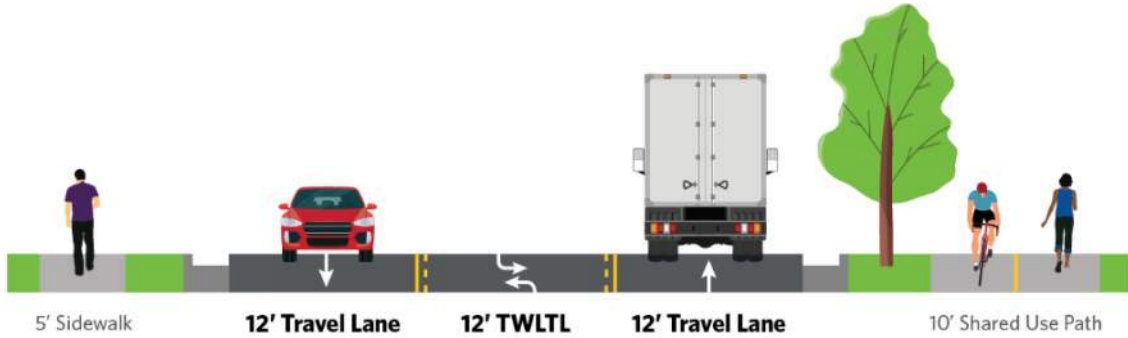 5' Sidewalk
12' Travel Lane
12' TWLTL
12' Travel Lane
10' Shared Use Path